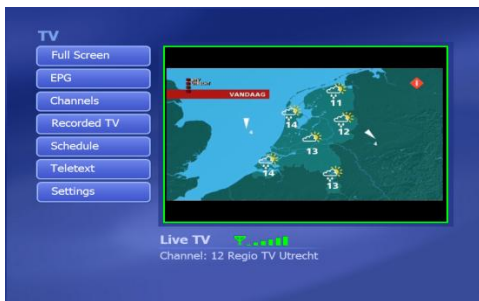 TV
Full Screen
EPG
Channels
Recorded TV
Schedule
Teletext
Settings
VANDAAG
11
14
12
13
14
13
Live TV
Channel: 12 Regio TV Utrecht